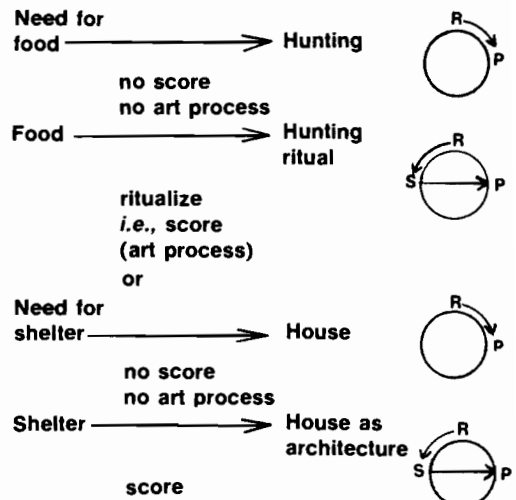 Need for
food Hunting R P
no score
no art process
Food Hunting
ritual R S P
ritualize
i.e., score
(art process)
or
Need for
shelter House R P
no score
no art process
Shelter House as
architecture R S P
score